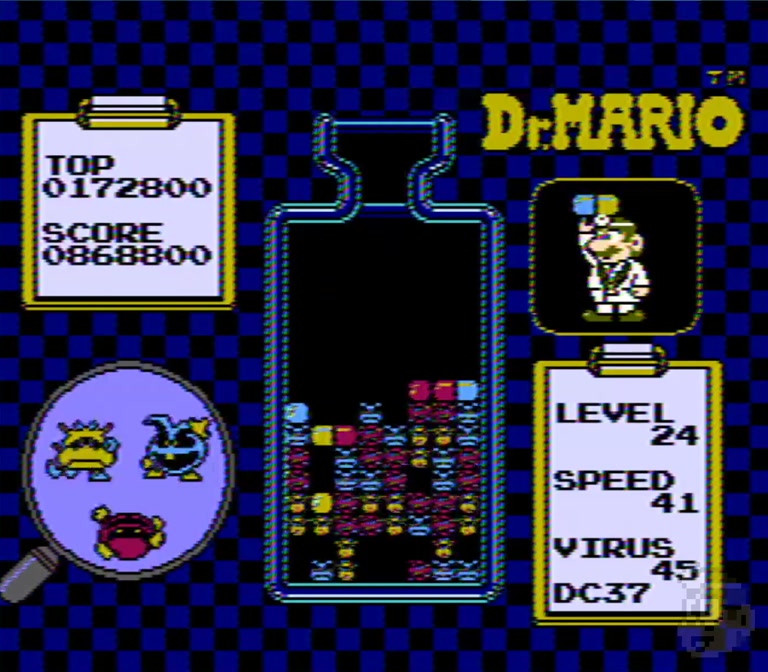 TM
Dr. MARIO
TOP
0172800
SCORE
0868800
LEVEL
24
SPEED
41
VIRUS
45
DC37